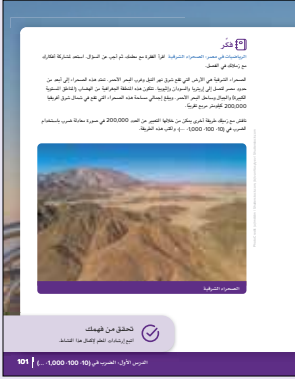 فكِّر
الرياضيات في مصر: الصحراء الشرقية اقرأ الفقرة مع معلمك، ثم أجب عن السؤال. استعد لمشاركة أفكارك
مع زملائك في الفصل.
الصحراء الشرقية هي الأرض التي تقع شرق نهر النيل وغرب البحر الأحمر. تمتد هذه الصحراء إلى أبعد من
حدود مصر لتصل إلى إريتريا والسودان وإثيوبيا. تتكون هذه المنطقة الجغرافية من الهضاب (المناطق المستوية
الكبيرة) والجبال وساحل البحر الأحمر. ويبلغ إجمالي مساحة هذه الصحراء التي تقع في شمال شرق أفريقيا
200,000 كيلومتر مربع تقريبًا.
ناقش مع زميلك طريقة أخرى يمكن من خلالها التعبير عن العدد 200,000 في صورة معادلة ضرب باستخدام
الضرب في (10، 100، 1,000، ...)، واكتب هذه الطريقة.
الصحراء الشرقية
تحقق من فهمك
اتبع إرشادات المعلم لإكمال هذا النشاط.
الدرس الأول: الضرب في (10، 100، 1,000، ...) 101